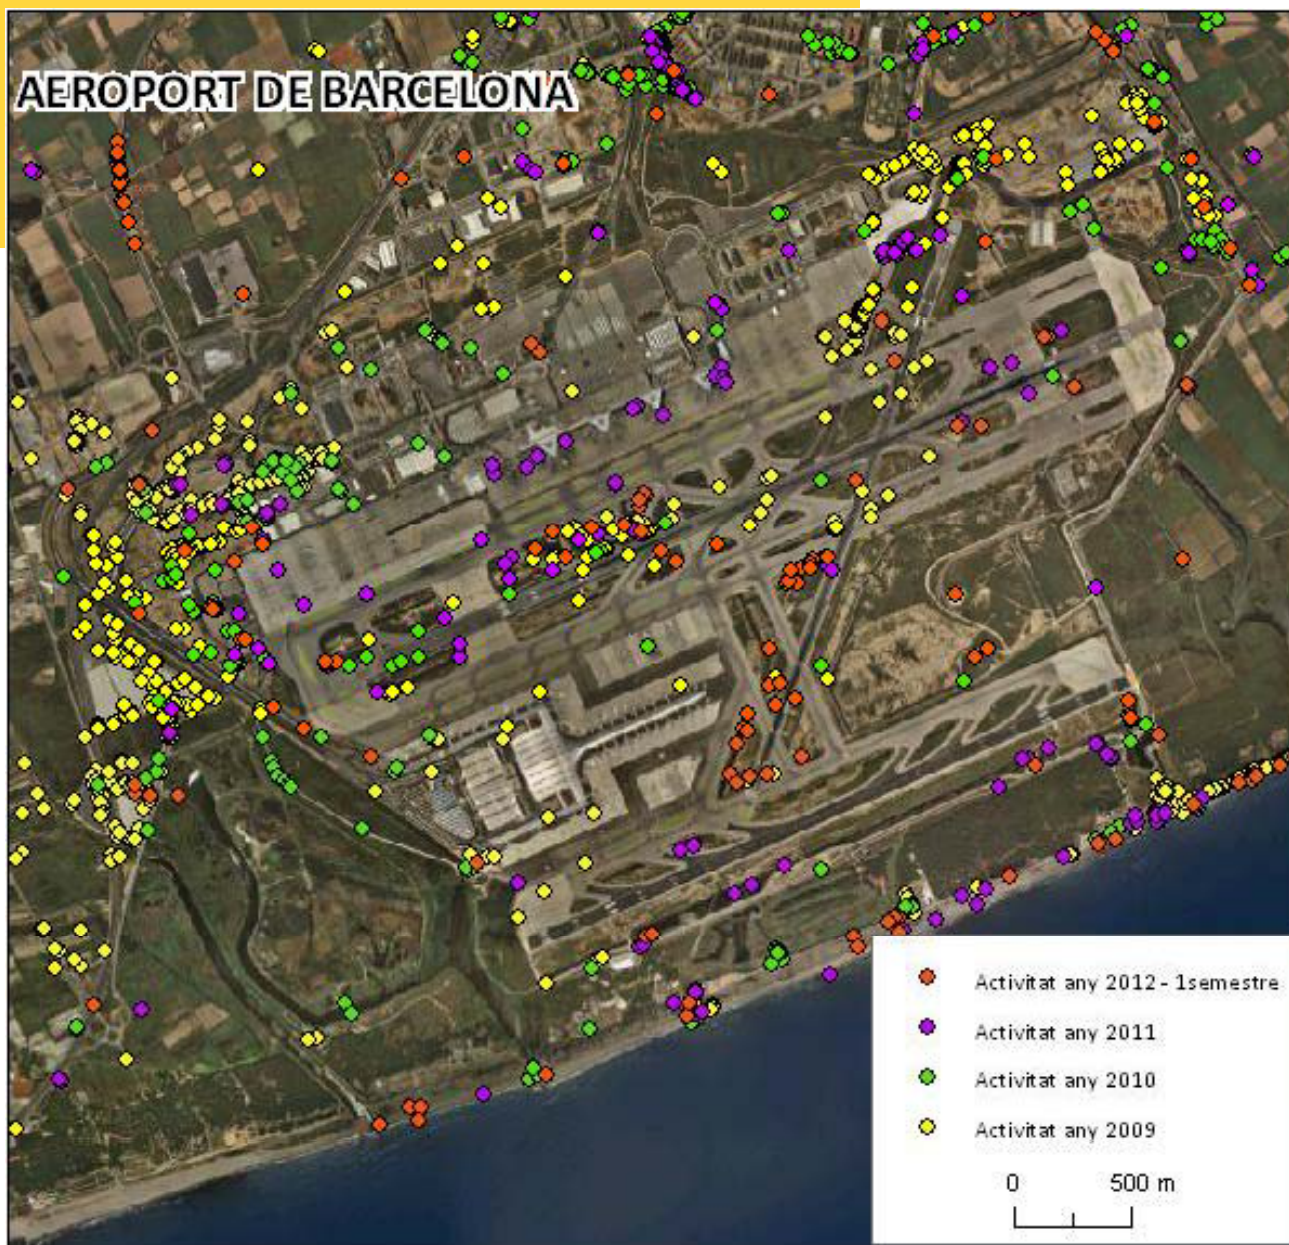 AEROPORT DE BARCELONA
Activitat any 2012 - 1semestre
Activitat any 2011
Activitat any 2010
Activitat any 2009
0 500 m